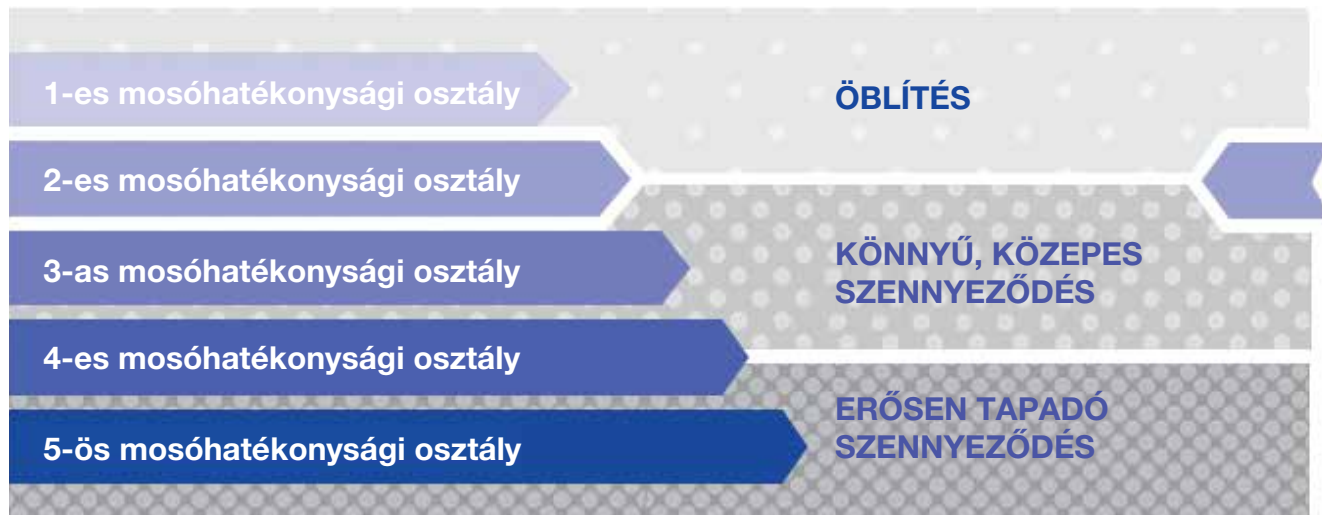 1-es mosóhatékonysági osztály
ÖBLÍTÉS
2-es mosóhatékonysági osztály
3-as mosóhatékonysági osztály
KÖNNYŰ, KÖZEPES
SZENNYEZŐDÉS
4-es mosóhatékonysági osztály
5-ös mosóhatékonysági osztály
ERŐSEN TAPADÓ
SZENNYEZŐDÉS